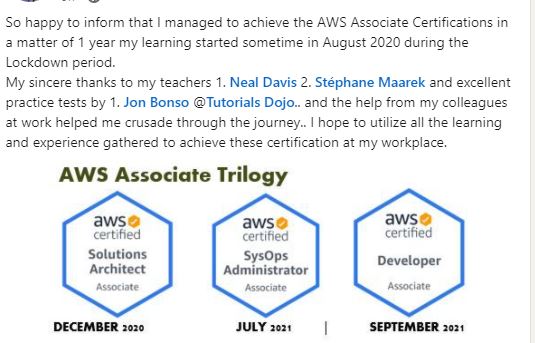 So happy to inform that I managed to achieve the AWS Associate Certifications in
a matter of 1 year my learning started sometime in August 2020 during the
Lockdown period.
My sincere thanks to my teachers 1. Neal Davis 2. Stéphane Maarek and excellent
practice tests by 1. Jon Bonso @Tutorials Dojo.. and the help from my colleagues
at work helped me crusade through the journey.. I hope to utilize all the learning
and experience gathered to achieve these certification at my workplace.
AWS Associate Trilogy
aws
certified
Solutions
Architect
Associate
aws
certified
SysOps
Administrator
Associate
aws
certified
Developer
Associate
DECEMBER 2020 JULY 2021 | SEPTEMBER 2021